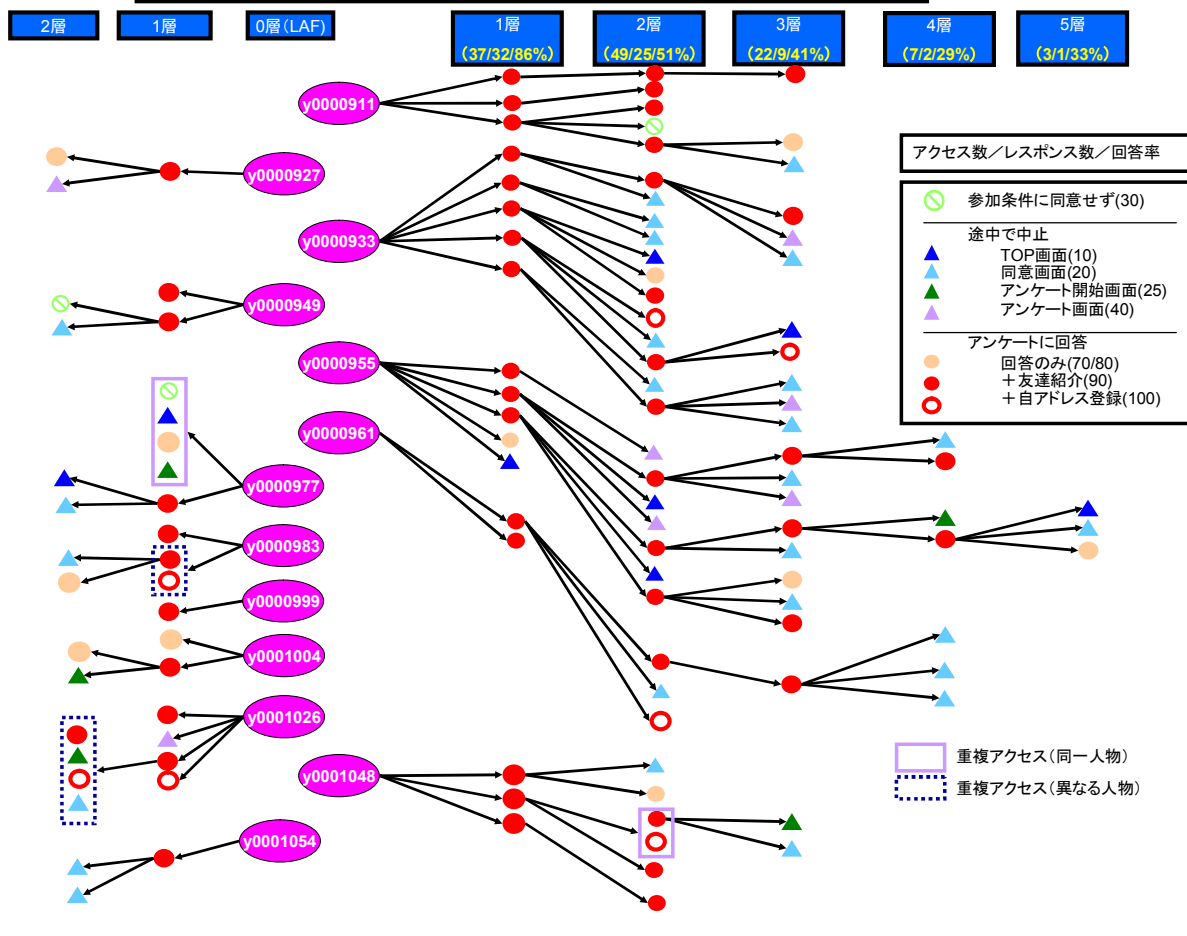 2層
1層
0層(LAF)
1層
(37/32/86%)
2層
(49/25/51%)
3層
(22/9/41%)
4層
(7/2/29%)
5層
(3/1/33%)
y0000911
y0000927
y0000933
y0000949
y0000955
y0000961
y0000977
y0000983
y0000999
y0001004
y0001026
y0001048
y0001054
アクセス数/レスポンス数/回答率
参加条件に同意せず(30)
途中で中止
TOP画面(10)
同意画面(20)
アンケート開始画面(25)
アンケート画面(40)
アンケートに回答
回答のみ(70/80)
+友達紹介(90)
+自アドレス登録(100)
重複アクセス(同一人物)
重複アクセス(異なる人物)